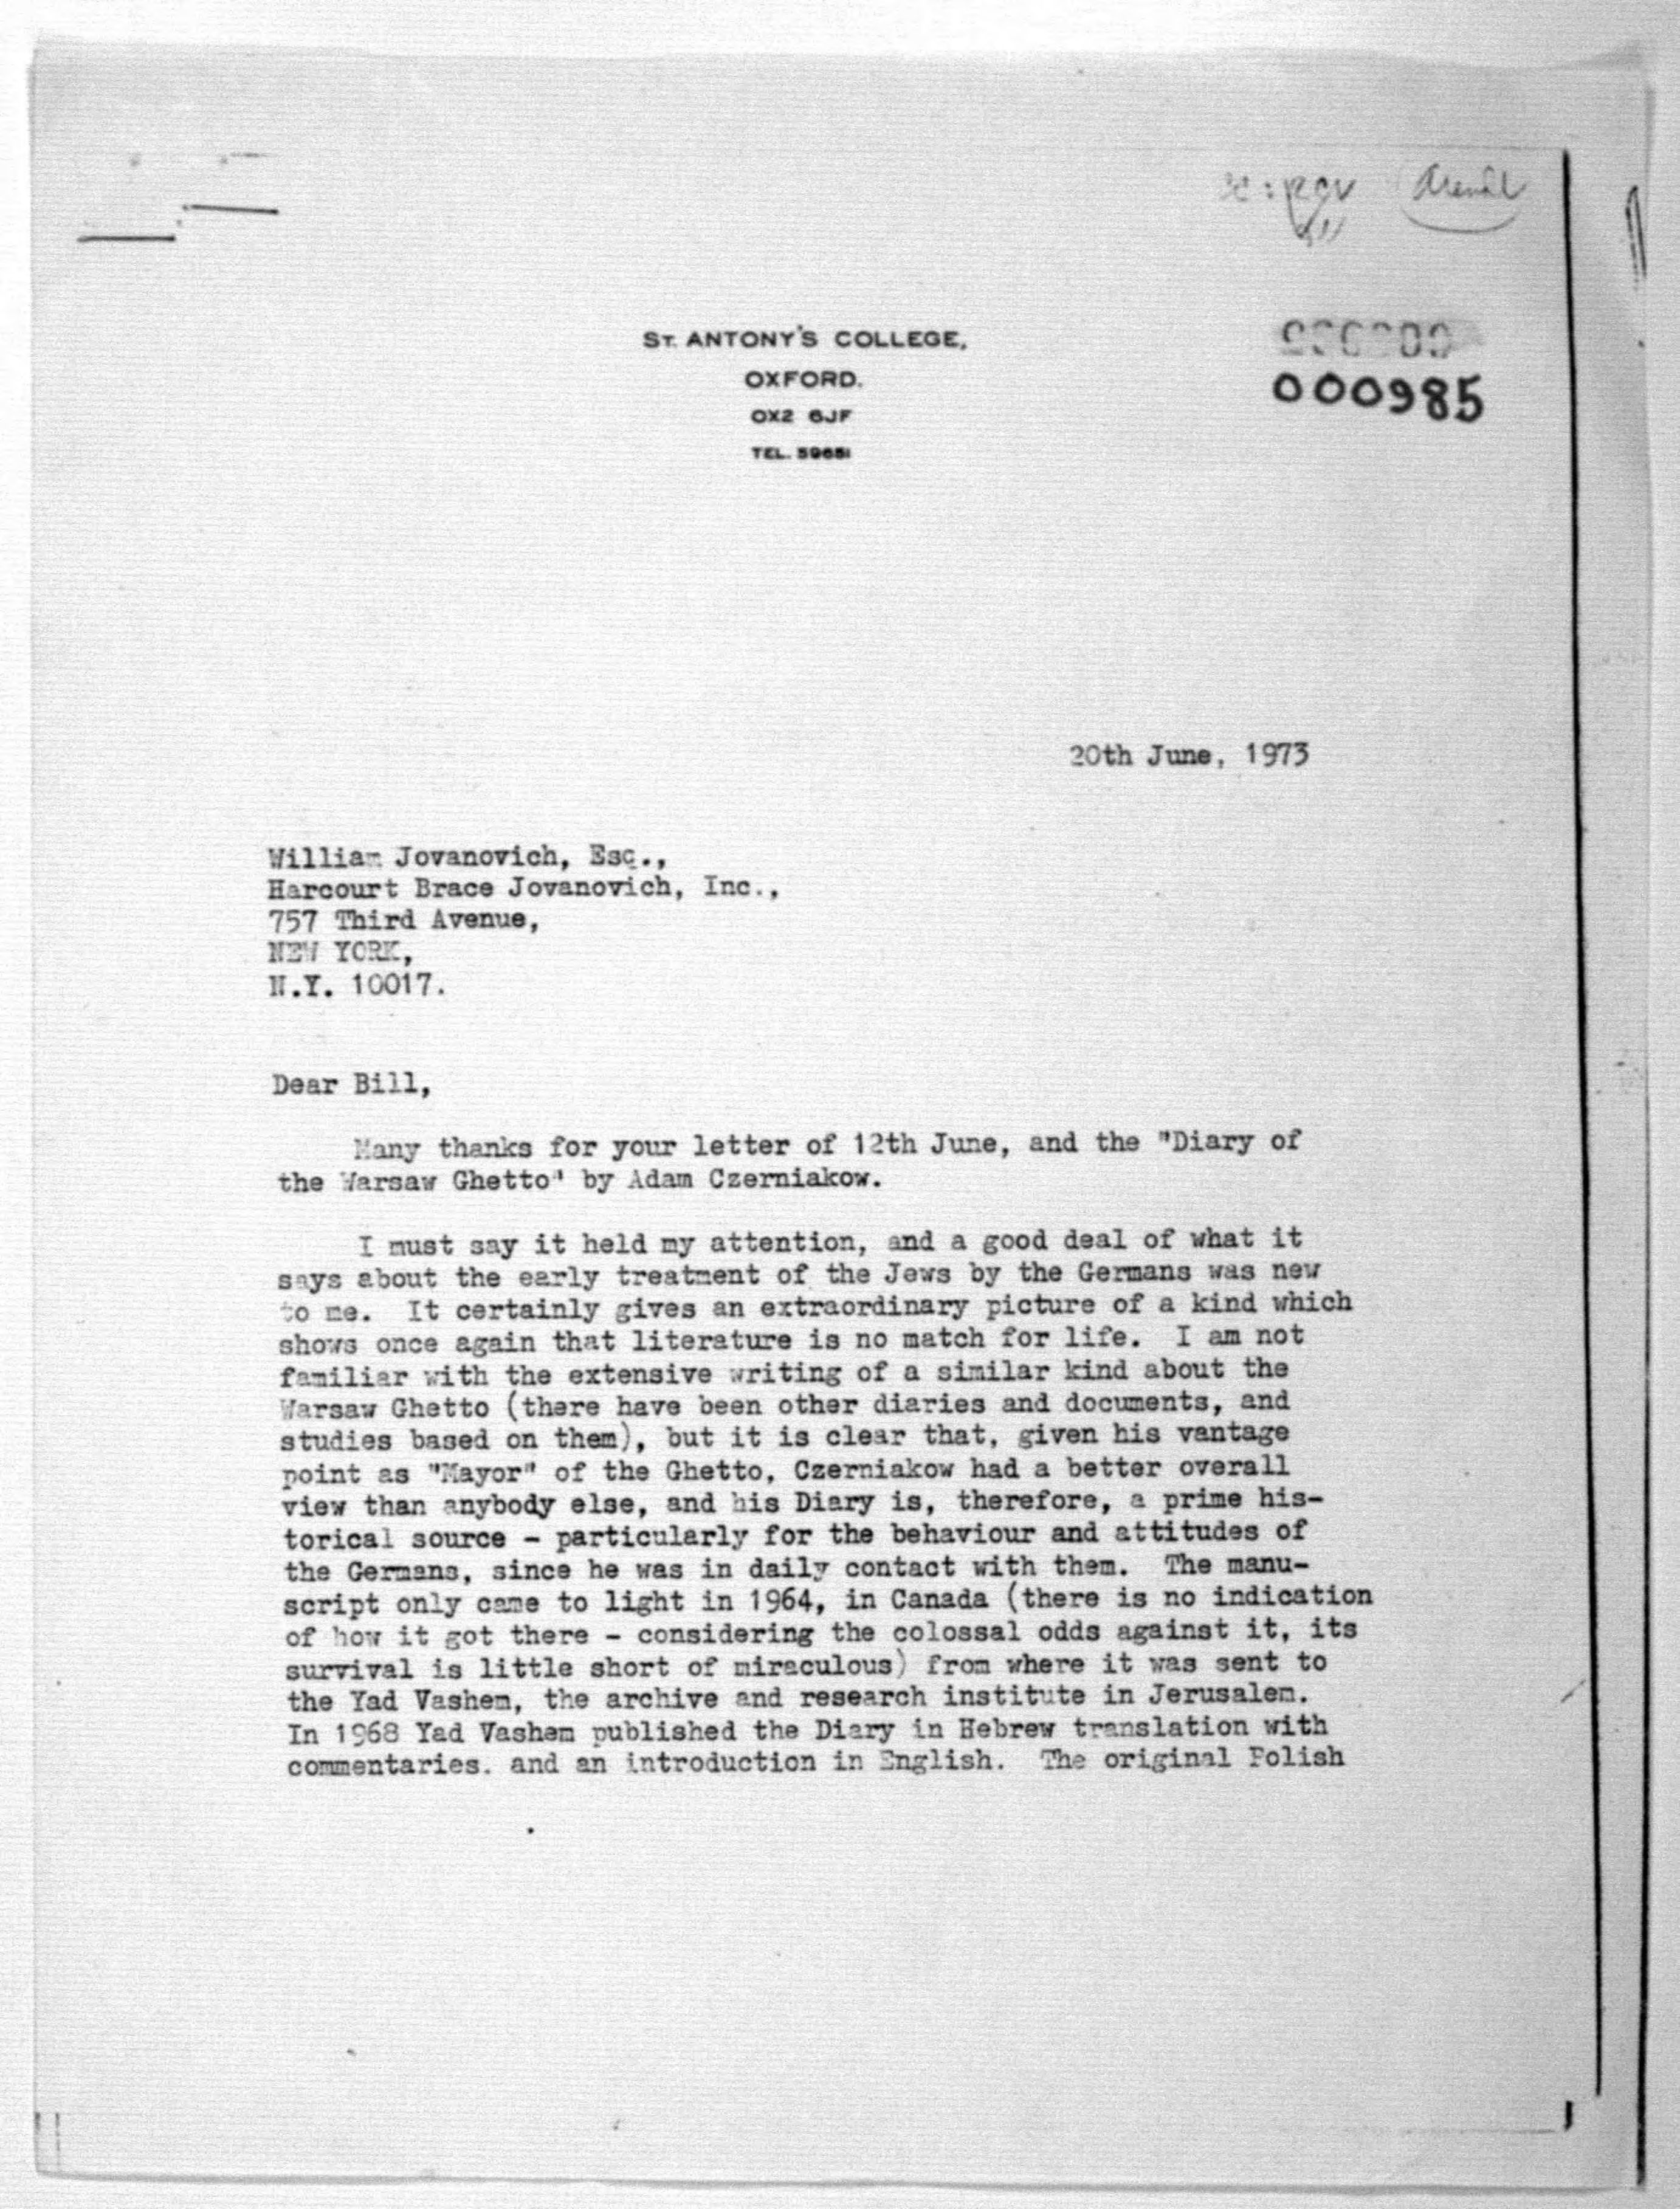 ST. ANTONY'S COLLEGE,
OXFORD.
OX2 6JF
TEL.
000985
20th June, 1973
William Jovanovich, Esq.,
Harcourt Brace Jovanovich, Inc.,
757 Third Avenue,
NEW YORK,
N.Y. 10017.
Dear Bill,
Many thanks for your letter of 12th June, and the "Diary of
the Warsaw Ghetto" by Adam Czerniakow.
I must say it held my attention, and a good deal of what it
says about the early treatment of the Jews by the Germans was new
to me. It certainly gives an extraordinary picture of a kind which
shows once again that literature is no match for life. I am not
familiar with the extensive writing of a similar kind about the
Warsaw Ghetto (there have been other diaries and documents, and
studies based on them), but it is clear that, given his vantage
point as "Mayor" of the Ghetto, Czerniakow had a better overall
view than anybody else, and his Diary is, therefore, a prime his-
torical source - particularly for the behaviour and attitudes of
the Germans, since he was in daily contact with them. The manu-
script only came to light in 1964, in Canada (there is no indication
of how it got there - considering the colossal odds against it, its
survival is little short of miraculous) from where it was sent to
the Yad Vashem, the archive and research institute in Jerusalem.
In 1968 Yad Vashem published the Diary in Hebrew translation with
commentaries. and an introduction in English. The original Polish